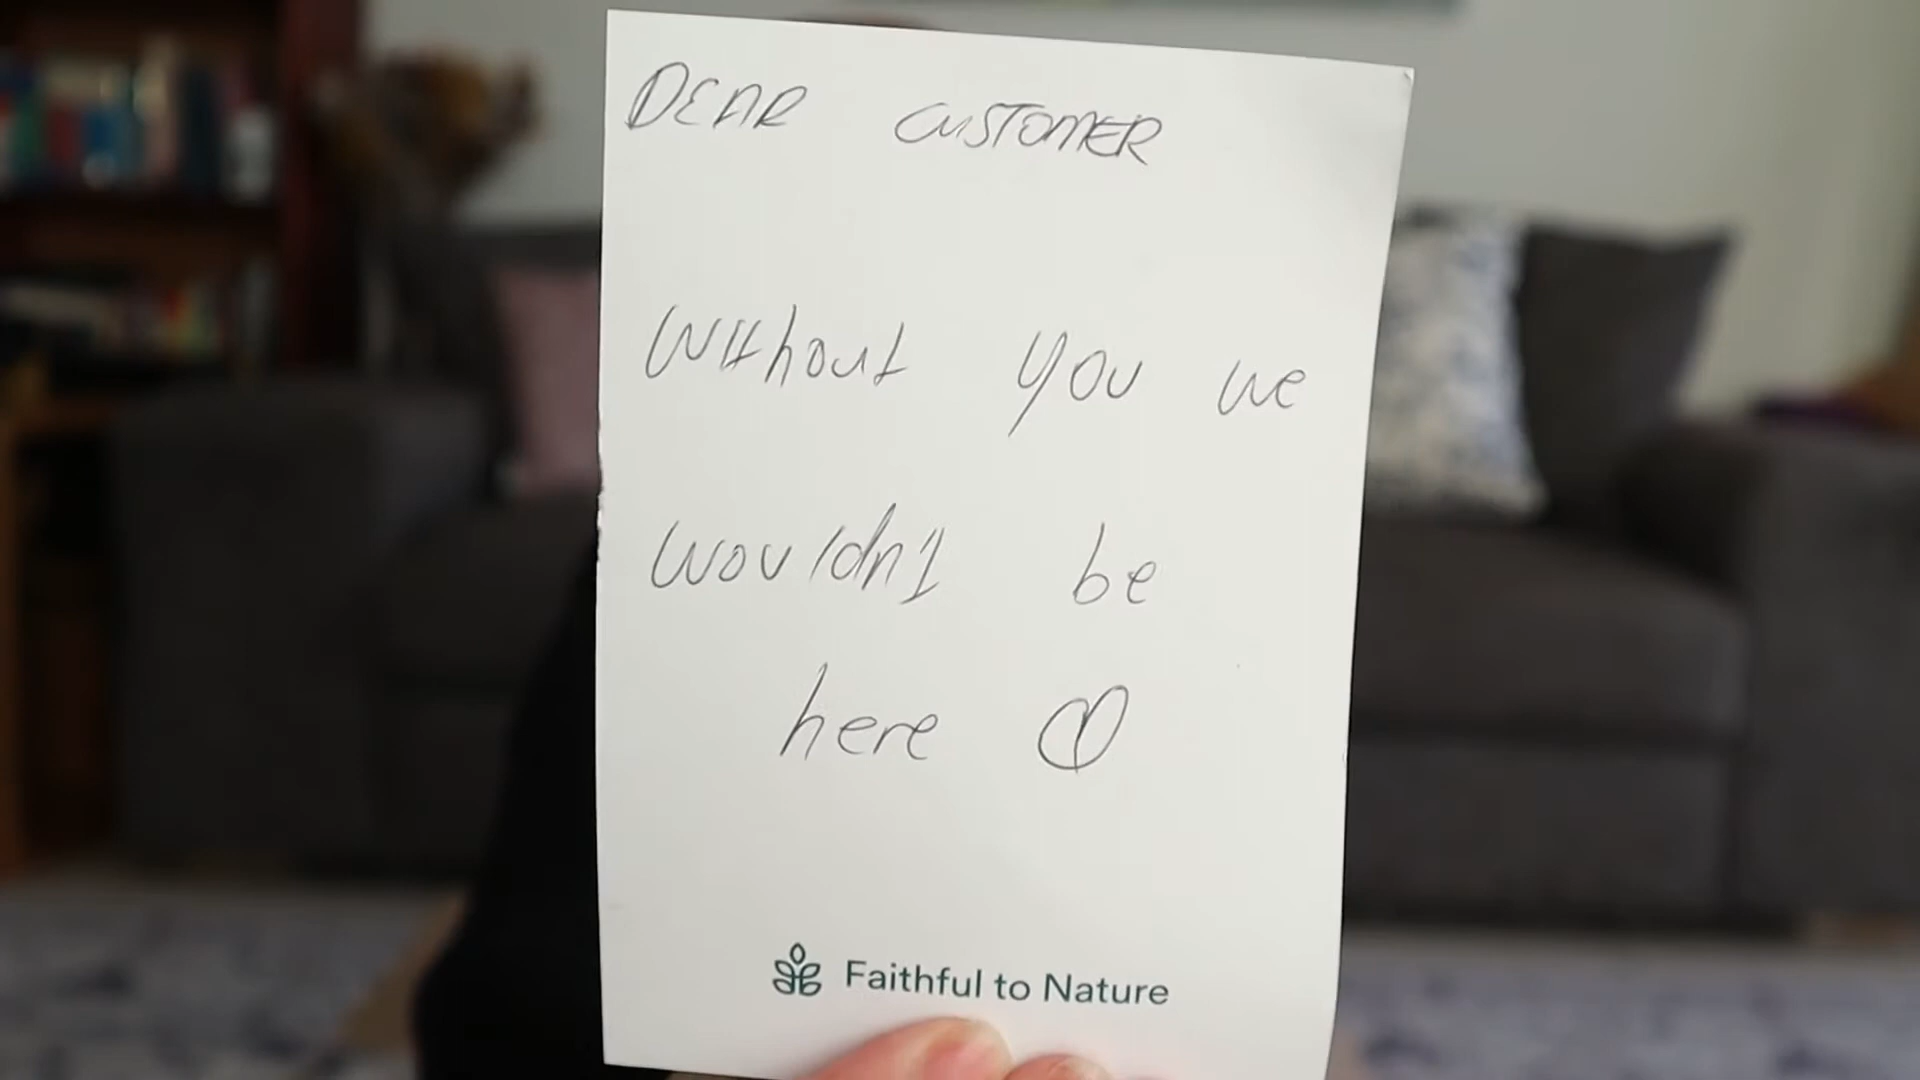 DEAR CUSTOMER
Without you we
wouldn't be
here
Faithful to Nature